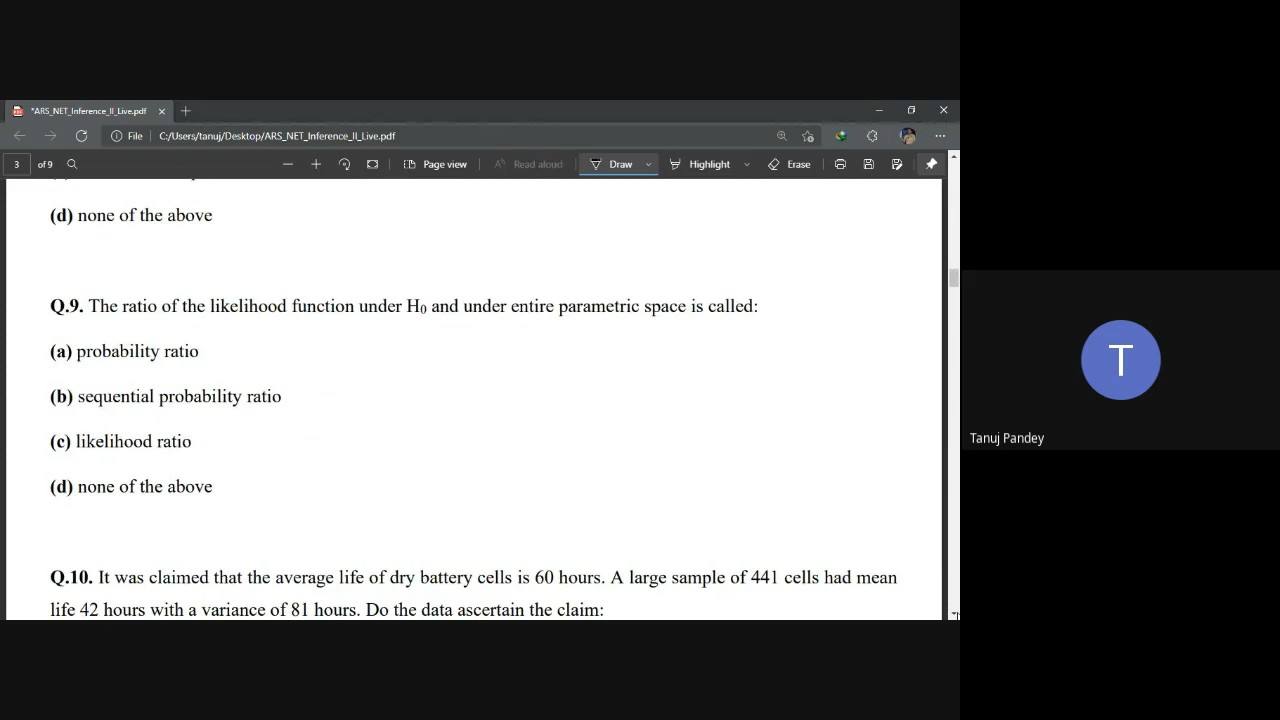 *ARS_NET_Inference_II_Live.pdf
File C:/Users/tanuj/Desktop/ARS_NET_Inference_II_Live.pdf
3 of 9 Page view Read aloud Draw Highlight Erase
(d) none of the above
Q.9. The ratio of the likelihood function under H0 and under entire parametric space is called:
(a) probability ratio
(b) sequential probability ratio
(c) likelihood ratio
(d) none of the above
Q.10. It was claimed that the average life of dry battery cells is 60 hours. A large sample of 441 cells had mean
life 42 hours with a variance of 81 hours. Do the data ascertain the claim:
T
Tanuj Pandey